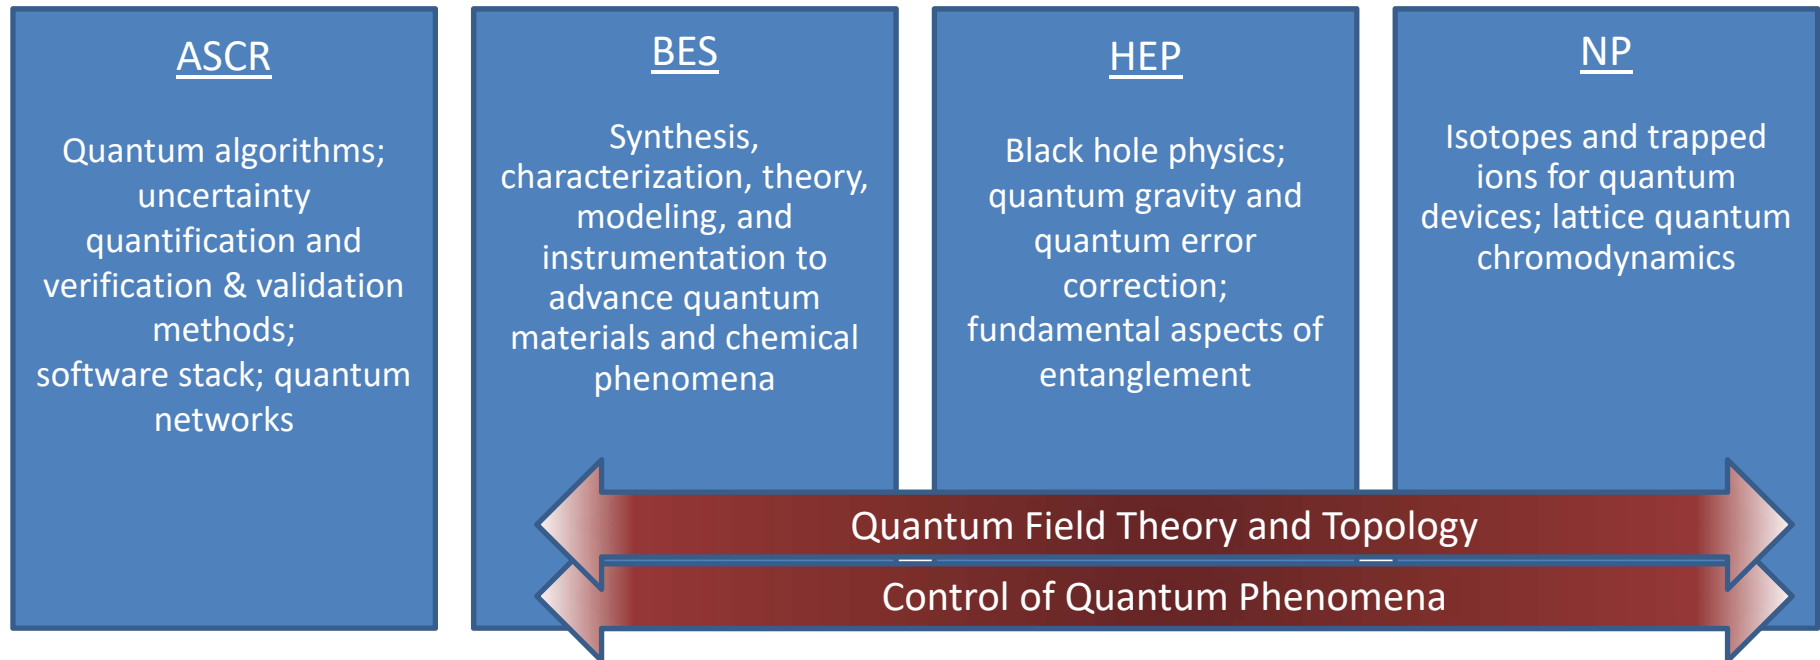 ASCR
Quantum algorithms;
uncertainty
quantification and
verification & validation
methods;
software stack; quantum
networks
BES
Synthesis,
characterization, theory,
modeling, and
instrumentation to
advance quantum
materials and chemical
phenomena
HEP
Black hole physics;
quantum gravity and
quantum error
correction;
fundamental aspects of
entanglement
NP
Isotopes and trapped
ions for quantum
devices; lattice quantum
chromodynamics
Quantum Field Theory and Topology
Control of Quantum Phenomena